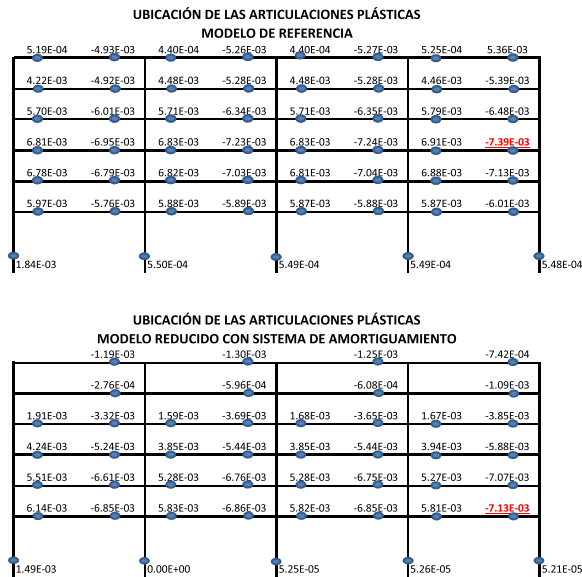 UBICACIÓN DE LAS ARTICULACIONES PLÁSTICAS
MODELO DE REFERENCIA
5.19E-04 -4.93E-03 4.40E-04 -5.26E-03 4.40E-04 -5.27E-03 5.25E-04 5.36E-03
4.22E-03 -4.92E-03 4.48E-03 -5.28E-03 4.48E-03 -5.28E-03 4.46E-03 -5.39E-03
5.70E-03 -6.01E-03 5.71E-03 -6.34E-03 5.71E-03 -6.35E-03 5.79E-03 -6.48E-03
6.81E-03 -6.95E-03 6.83E-03 -7.23E-03 6.83E-03 -7.24E-03 6.91E-03 -7.39E-03
6.78E-03 -6.79E-03 6.82E-03 -7.03E-03 6.81E-03 -7.04E-03 6.88E-03 -7.13E-03
5.97E-03 -5.76E-03 5.88E-03 -5.89E-03 5.87E-03 -5.88E-03 5.87E-03 -6.01E-03
1.84E-03 5.50E-04 5.49E-04 5.49E-04 5.48E-04
UBICACIÓN DE LAS ARTICULACIONES PLÁSTICAS
MODELO REDUCIDO CON SISTEMA DE AMORTIGUAMIENTO
-1.19E-03 -1.30E-03 -1.25E-03 -7.42E-04
-2.76E-04 -5.96E-04 -6.08E-04 -1.09E-03
1.91E-03 -3.32E-03 1.59E-03 -3.69E-03 1.68E-03 -3.65E-03 1.67E-03 -3.85E-03
4.24E-03 -5.24E-03 3.85E-03 -5.44E-03 3.85E-03 -5.44E-03 3.94E-03 -5.88E-03
5.51E-03 -6.61E-03 5.28E-03 -6.76E-03 5.28E-03 -6.75E-03 5.27E-03 -7.07E-03
6.14E-03 -6.85E-03 5.83E-03 -6.86E-03 5.82E-03 -6.85E-03 5.81E-03 -7.13E-03
1.49E-03 0.00E+00 5.25E-05 5.26E-05 5.21E-05